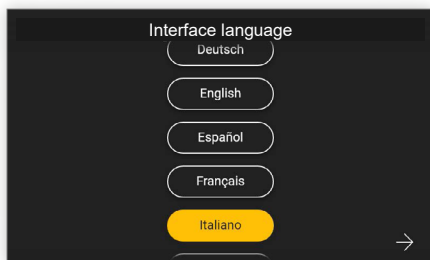 Interface language
Deutsch
English
Español
Français
Italiano